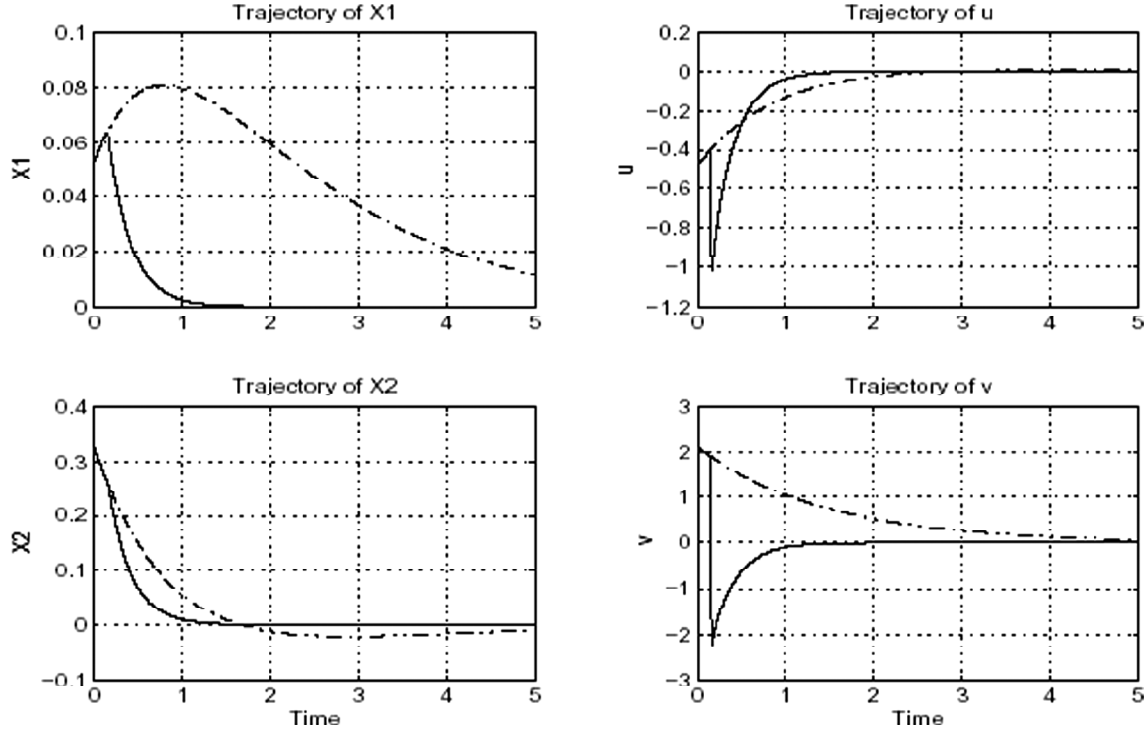 Trajectory of X1
0.1
0.08
0.06
0.04
0.02
0
X1
0 1 2 3 4 5
Trajectory of u
0.2
0
−0.2
−0.4
−0.6
−0.8
−1
−1.2
u
0 1 2 3 4 5
Trajectory of X2
0.4
0.3
0.2
0.1
0
−0.1
X2
0 1 2 3 4 5
Time
Trajectory of v
3
2
1
0
−1
−2
−3
v
0 1 2 3 4 5
Time